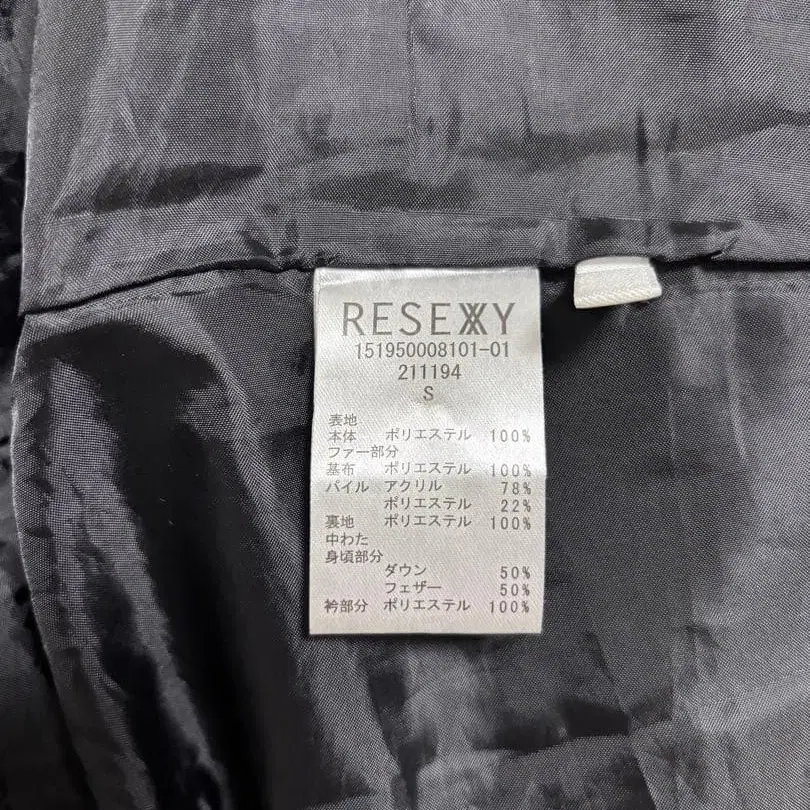 RESEXXY
151950008101-01
211194
S
表地
本体 ポリエステル 100%
ファー部分
基布 ポリエステル 100%
パイル アクリル 78%
ポリエステル 22%
裏地 ポリエステル 100%
中わた
身頃部分
ダウン 50%
フェザー 50%
衿部分 ポリエステル 100%